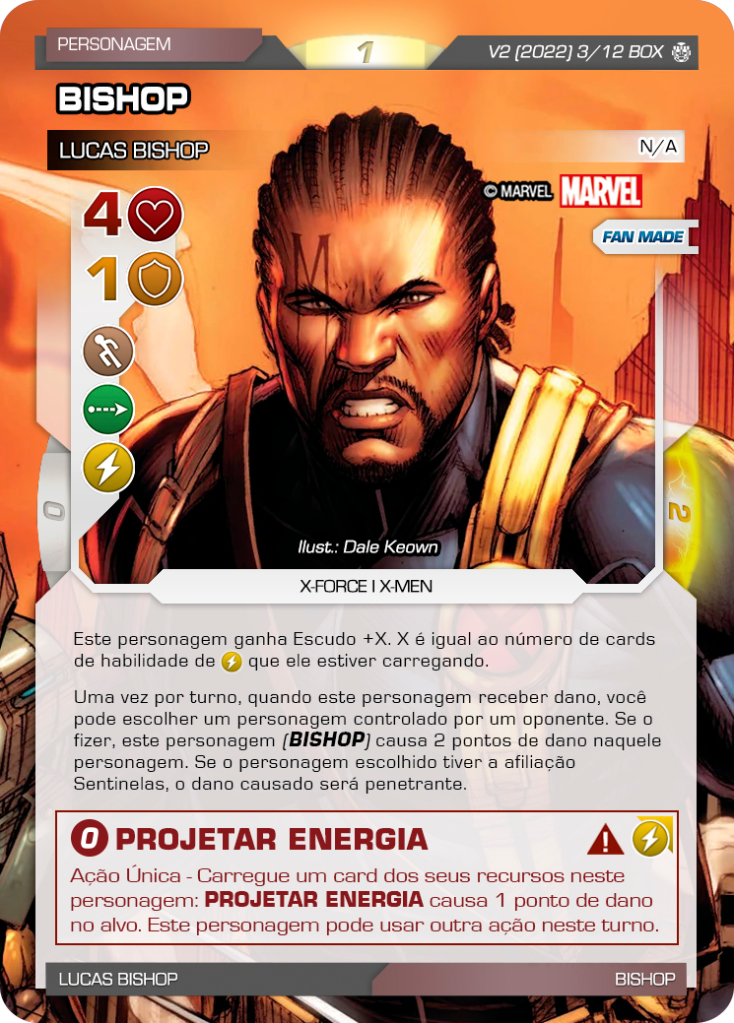 PERSONAGEM
1
V2 (2022) 3/12 BOX
BISHOP
LUCAS BISHOP
N/A
© MARVEL MARVEL
4
FAN MADE
1
M
0
2
Ilust.: Dale Keown
X-FORCE | X-MEN
Este personagem ganha Escudo +X. X é igual ao número de cards
de habilidade de que ele estiver carregando.
Uma vez por turno, quando este personagem receber dano, você
pode escolher um personagem controlado por um oponente. Se o
fizer, este personagem (BISHOP) causa 2 pontos de dano naquele
personagem. Se o personagem escolhido tiver a afiliação
Sentinelas, o dano causado será penetrante.
0 PROJETAR ENERGIA
Ação Única - Carregue um card dos seus recursos neste
personagem: PROJETAR ENERGIA causa 1 ponto de dano
no alvo. Este personagem pode usar outra ação neste turno.
LUCAS BISHOP
BISHOP